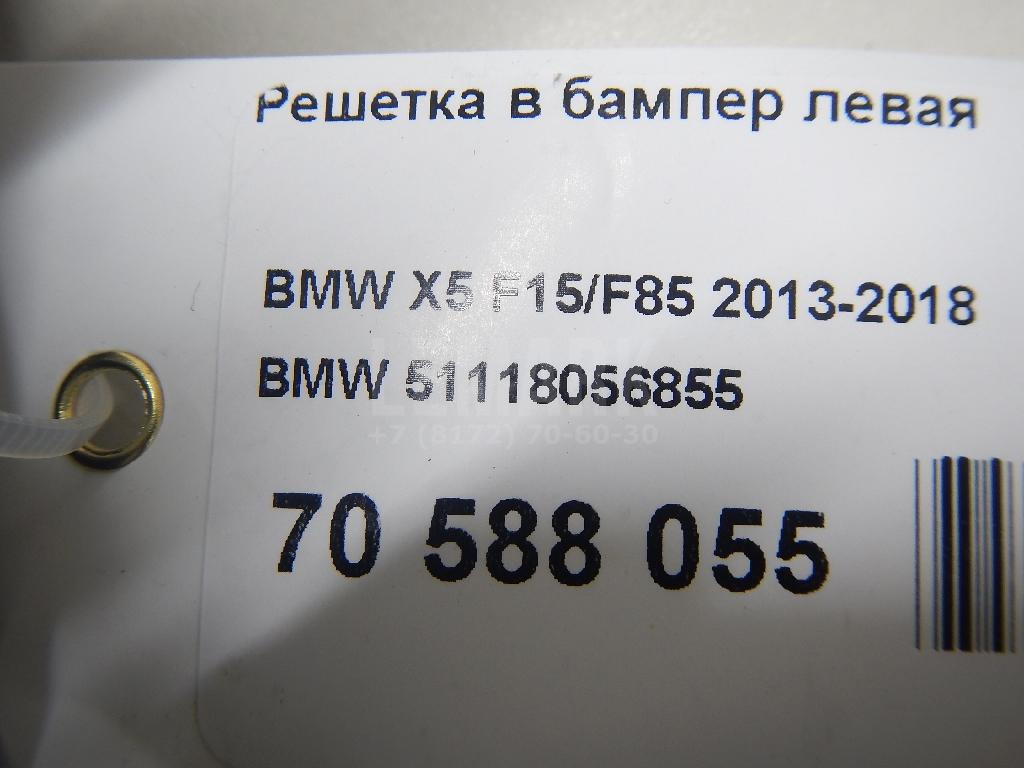 Решетка в бампер левая
BMW X5 F15/F85 2013-2018
BMW 51118056855
+7 (8172) 70-60-30
70 588 055